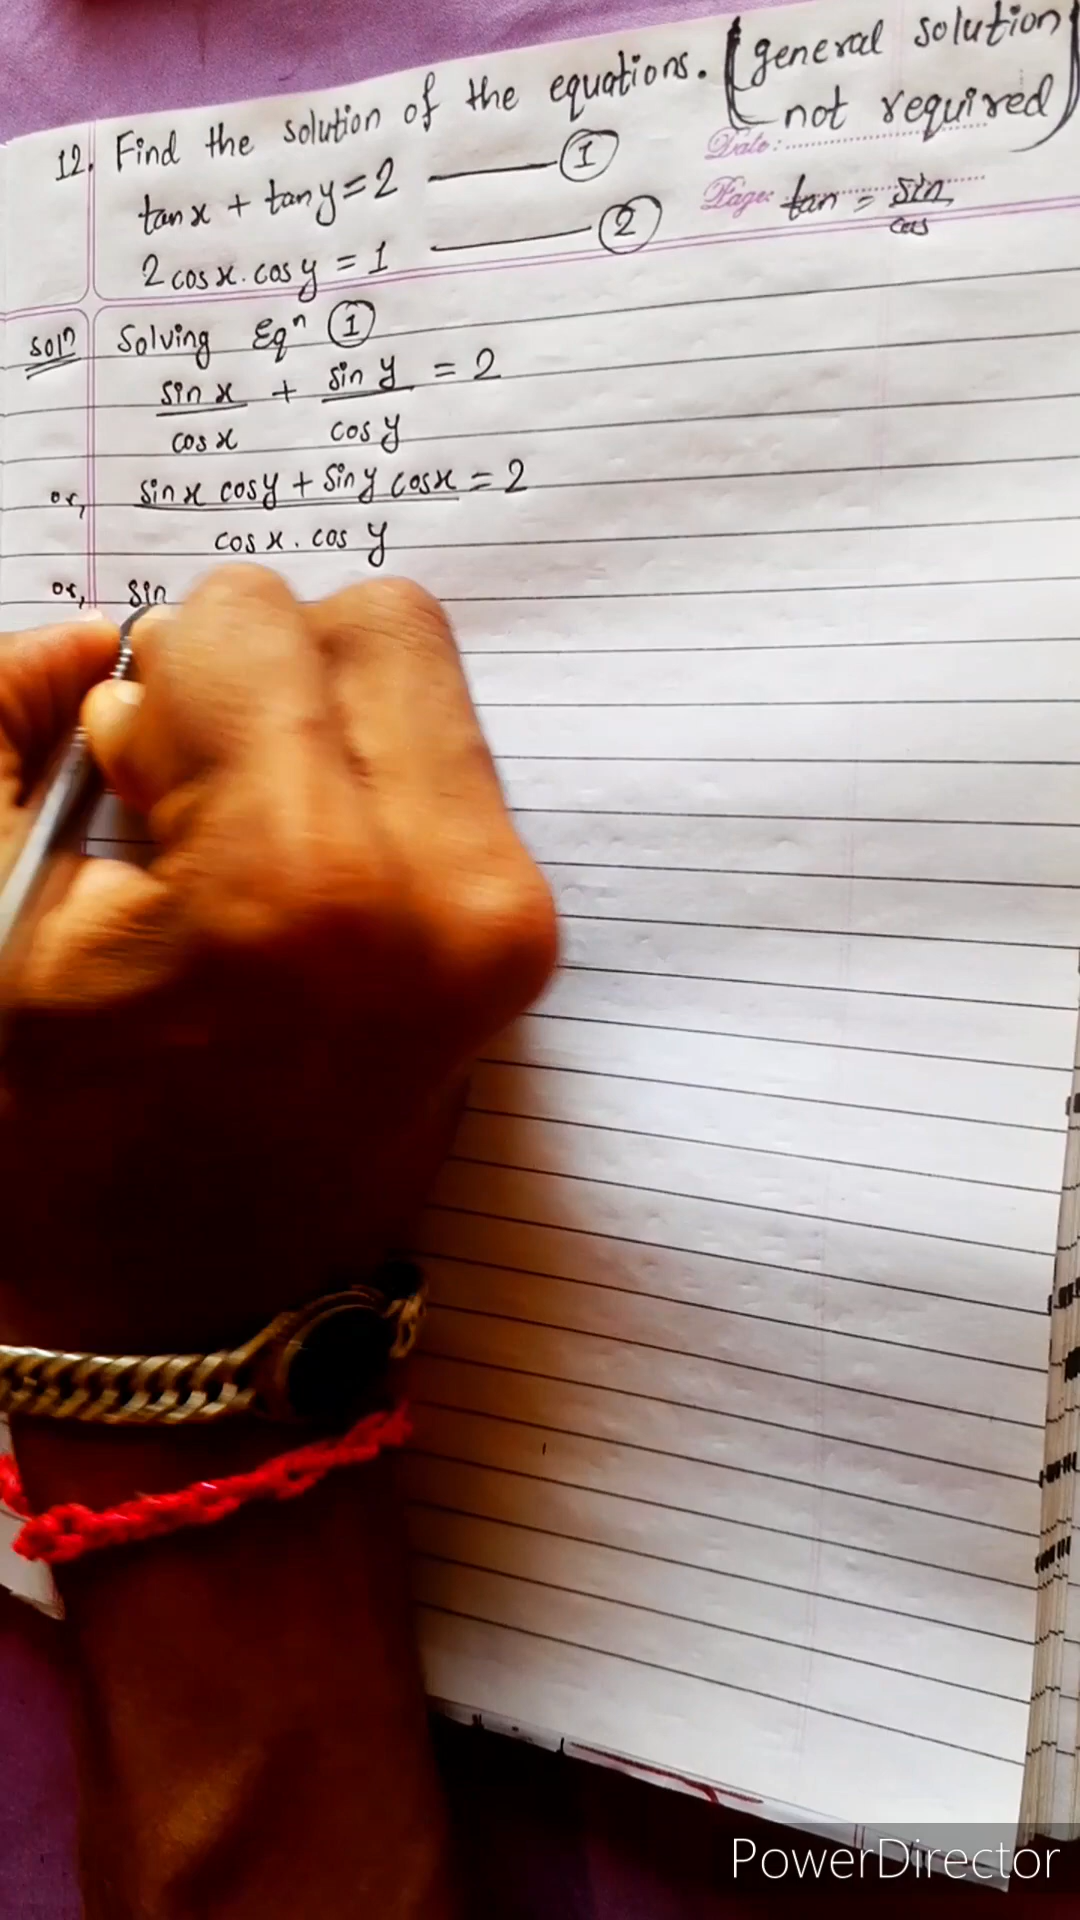 12. Find the solution of the equations. (general solution
not required)
Date:
tan x + tan y = 2 ——— ①
Page: tan = sin
cos
2 cos x . cos y = 1 ——— ②
Solⁿ Solving Eqⁿ ①
sin x + sin y = 2
cos x cos y
or, sin x cos y + sin y cos x = 2
cos x . cos y
or, sin
PowerDirector